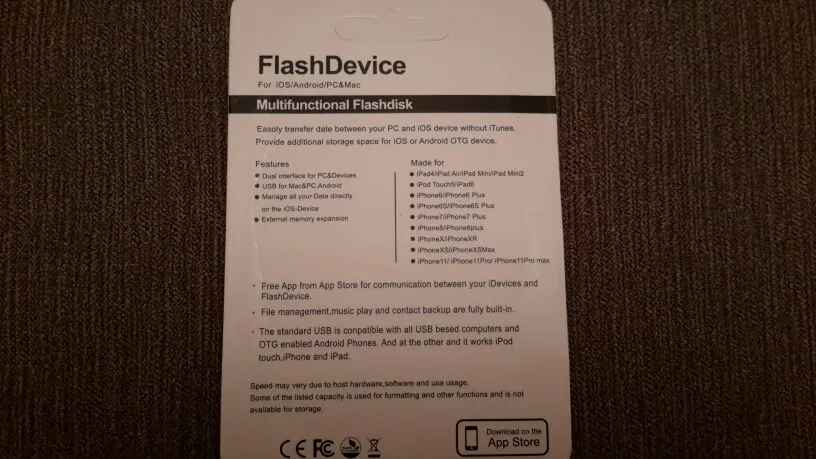 FlashDevice
For iOS/Android/PC&Mac
Multifunctional Flashdisk
Easoly transfer date between your PC and iOS device without iTunes.
Provide additional storage space for iOS or Android OTG device.
Features
Dual interface for PC&Devices
USB for Mac&PC.Android
Manage all your Data directly
on the iOS-Device
External memory expansion
Made for
iPad4/iPad Air/iPad Mini/iPad Mini2
iPod Touch5/iPad6
iPhone6/iPhone6 Plus
iPhone6S/iPhone6S Plus
iPhone7/iPhone7 Plus
iPhone8/iPhone8plus
iPhoneX/iPhoneXR
iPhoneXS/iPhoneXSMax
iPhone11/ iPhone11Pro/ iPhone11Pro max
Free App from App Store for communication between your iDevices and
FlashDevice.
File management,music play and contact backup are fully built-in.
The standard USB is compatible with all USB besed computers and
OTG enabled Android Phones. And at the other and it works iPod
touch,iPhone and iPad.
Speed may very due to host hardware,software and usa usage.
Some of the listed capacity is used for formatting and other functions and is not
available for storage.
CE FC
Download on the
App Store